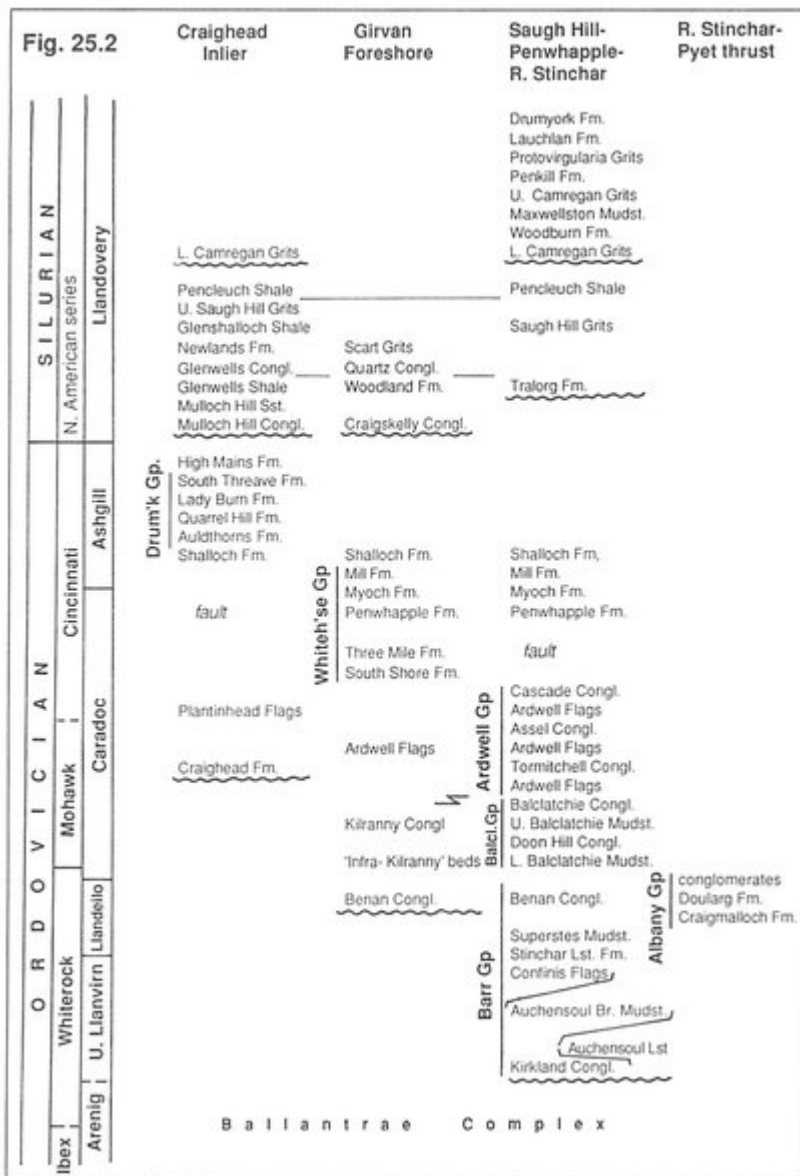 Fig. 25.2
Craighead
Inlier
Girvan
Foreshore
Saugh Hill-
Penwhapple-
R. Stinchar
R. Stinchar-
Pyet thrust
SILURIAN
N. American series
Llandovery
ORDOVICIAN
Cincinnati
Mohawk
Whiterock
Ibex
Ashgill
Caradoc
Llandeilo
U. Llanvirn
Arenig
L. Camregan Grits
Pencleuch Shale
U. Saugh Hill Grits
Glenshalloch Shale
Newlands Fm.
Glenwells Congl.
Glenwells Shale
Mulloch Hill Sst.
Mulloch Hill Congl.
Drum'k Gp.
High Mains Fm.
South Threave Fm.
Lady Burn Fm.
Quarrel Hill Fm.
Auldthorns Fm.
Shalloch Fm.
fault
Plantinhead Flags
Craighead Fm.
Scart Grits
Quartz Congl.
Woodland Fm.
Craigskelly Congl.
Whiteh'se Gp
Shalloch Fm.
Mill Fm.
Myoch Fm.
Penwhapple Fm.
Three Mile Fm.
South Shore Fm.
Ardwell Flags
Kilranny Congl
'Infra- Kilranny' beds
Benan Congl.
Drumyork Fm.
Lauchlan Fm.
Protovirgularia Grits
Penkill Fm.
U. Camregan Grits
Maxwellston Mudst.
Woodburn Fm.
L. Camregan Grits
Pencleuch Shale
Saugh Hill Grits
Tralorg Fm.
Shalloch Fm,
Mill Fm.
Myoch Fm.
Penwhapple Fm.
fault
Ardwell Gp
Cascade Congl.
Ardwell Flags
Assel Congl.
Ardwell Flags
Tormitchell Congl.
Ardwell Flags
Balcl.Gp
Balclatchie Congl.
U. Balclatchie Mudst.
Doon Hill Congl.
L. Balclatchie Mudst.
Barr Gp
Benan Congl.
Superstes Mudst.
Stinchar Lst. Fm.
Confinis Flags
Auchensoul Br. Mudst.
Auchensoul Lst
Kirkland Congl.
Albany Gp
conglomerates
Doularg Fm.
Craigmalloch Fm.
Ballantrae Complex